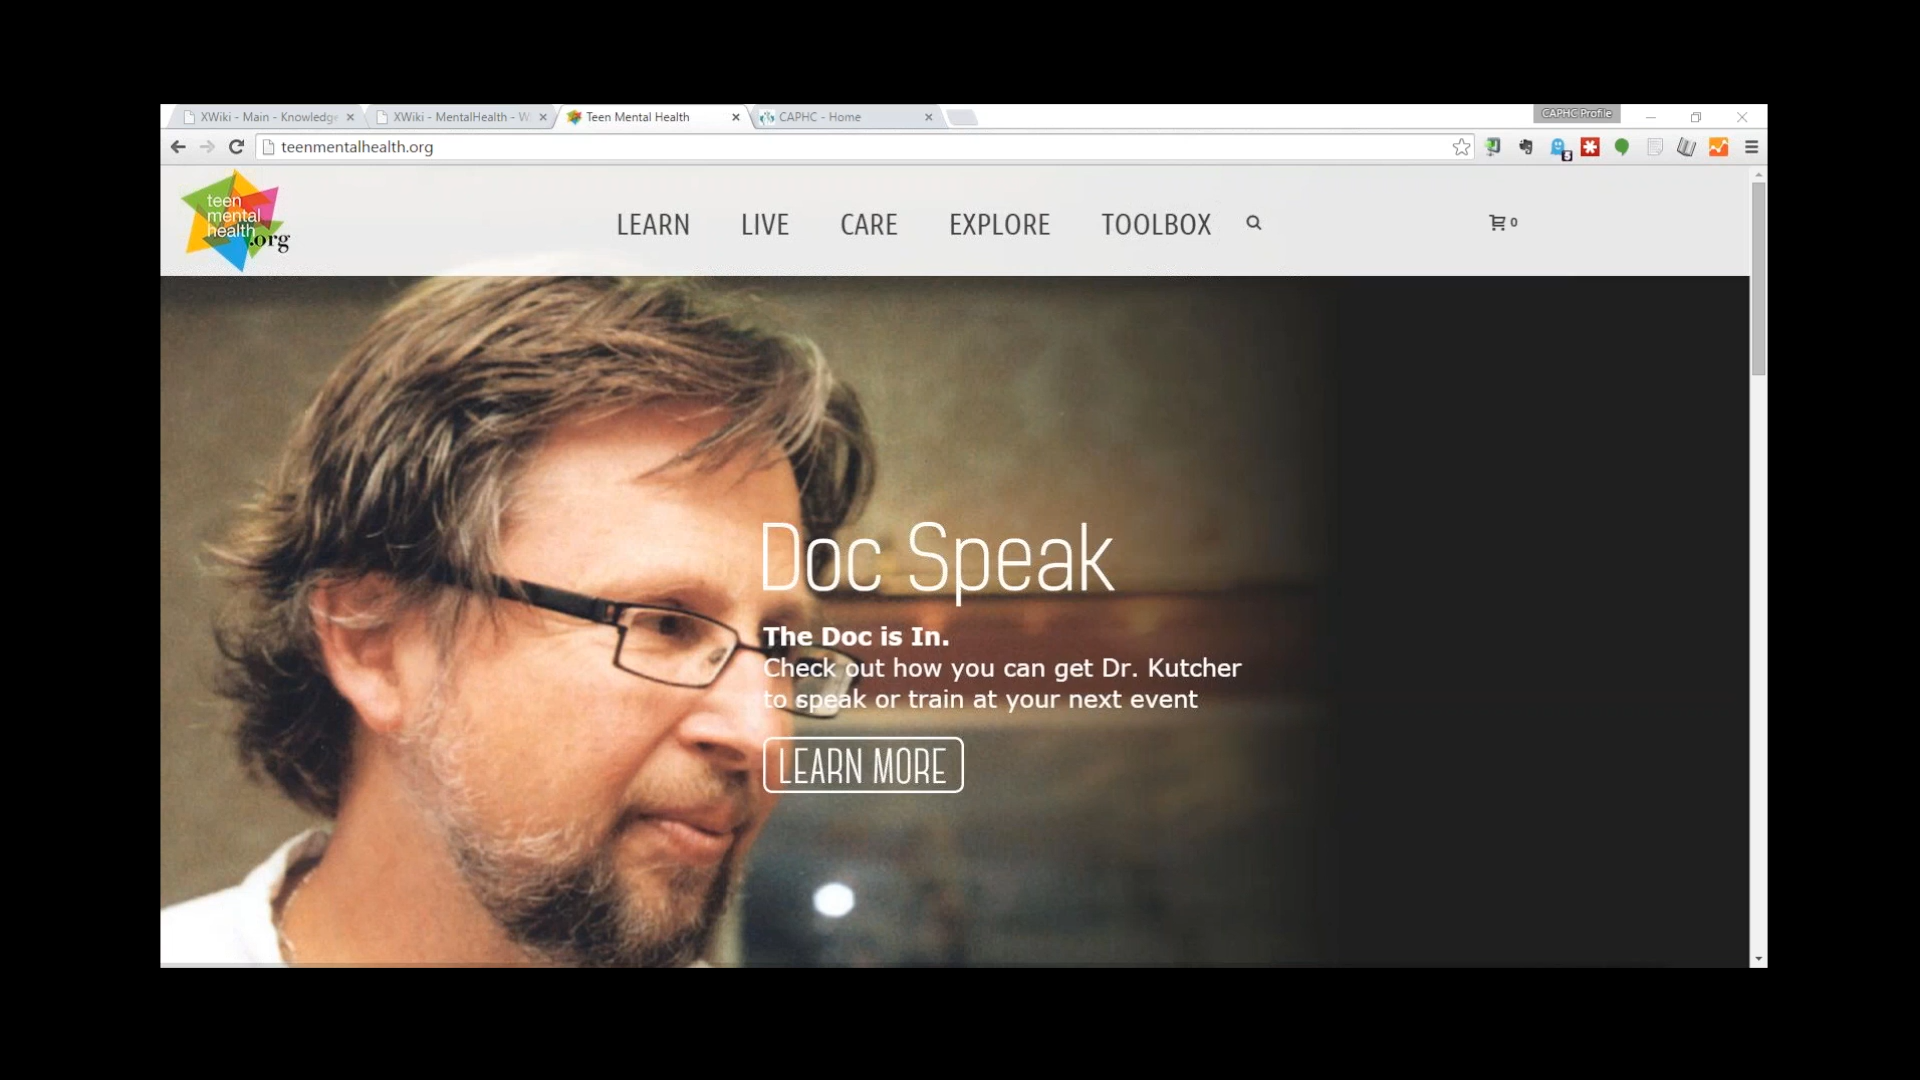 XWiki - Main - Knowledge
XWiki - MentalHealth - W
Teen Mental Health
CAPHC - Home
CAPHC Profile
teenmentalhealth.org
teen
mental
health
.org
LEARN
LIVE
CARE
EXPLORE
TOOLBOX
0
Doc Speak
The Doc is In.
Check out how you can get Dr. Kutcher
to speak or train at your next event
LEARN MORE